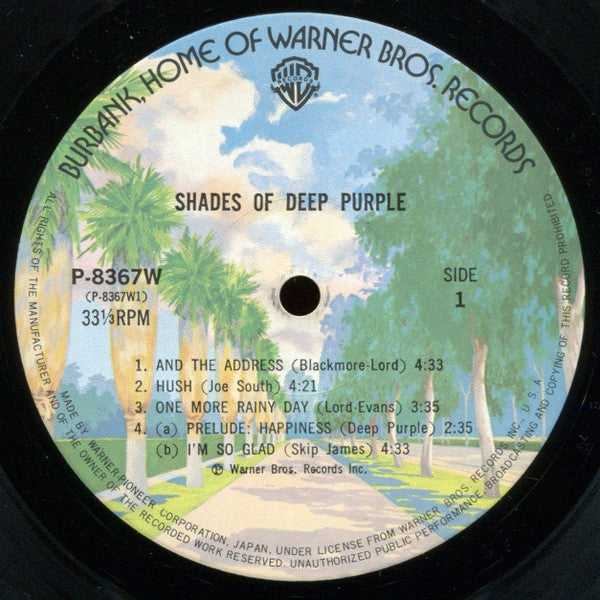 BURBANK, HOME OF WARNER BROS. RECORDS
RECORDS
SHADES OF DEEP PURPLE
P-8367W
(P-8367W1)
33⅓RPM
SIDE
1
1. AND THE ADDRESS (Blackmore-Lord) 4:33
2. HUSH (Joe South) 4:21
3. ONE MORE RAINY DAY (Lord-Evans) 3:35
4. (a) PRELUDE: HAPPINESS (Deep Purple) 2:35
(b) I'M SO GLAD (Skip James) 4:33
℗ Warner Bros. Records Inc.
MADE BY WARNER-PIONEER CORPORATION, JAPAN, UNDER LICENSE FROM WARNER BROS. RECORDS INC., U.S.A.
ALL RIGHTS OF THE MANUFACTURER AND OF THE OWNER OF THE RECORDED WORK RESERVED. UNAUTHORIZED PUBLIC PERFORMANCE, BROADCASTING AND COPYING OF THIS RECORD PROHIBITED.